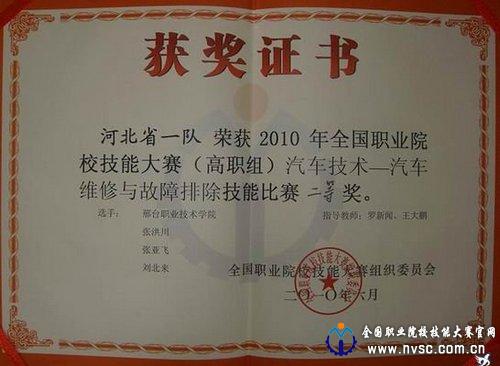 获奖证书
河北省一队 荣获 2010 年全国职业院
校技能大赛（高职组）汽车技术—汽车
维修与故障排除技能比赛 二等 奖。
选手： 邢台职业技术学院 指导教师：罗新闻、王大鹏
张洪川
张亚飞
刘北来
全国职业院校技能大赛组织委员会
二〇一〇年六月
全国职业院校技能大赛官网
www.nvsc.com.cn